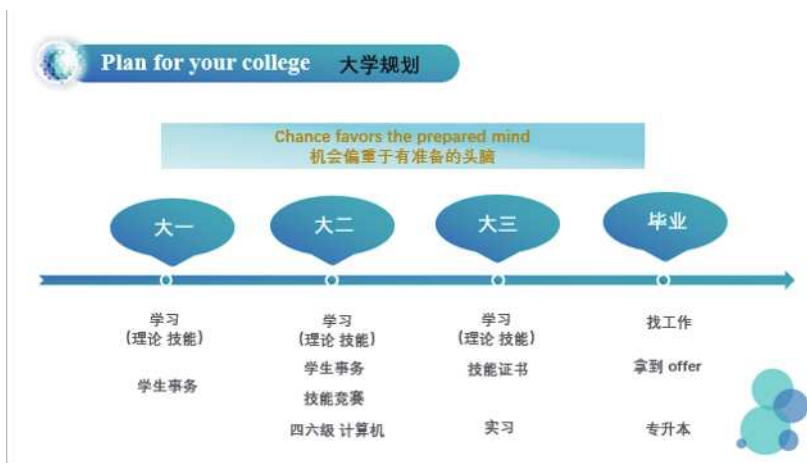 Plan for your college 大学规划
Chance favors the prepared mind
机会偏重于有准备的头脑
大一
大二
大三
毕业
学习
(理论 技能)
学生事务
学习
(理论 技能)
学生事务
技能竞赛
四六级 计算机
学习
(理论 技能)
技能证书
实习
找工作
拿到 offer
专升本